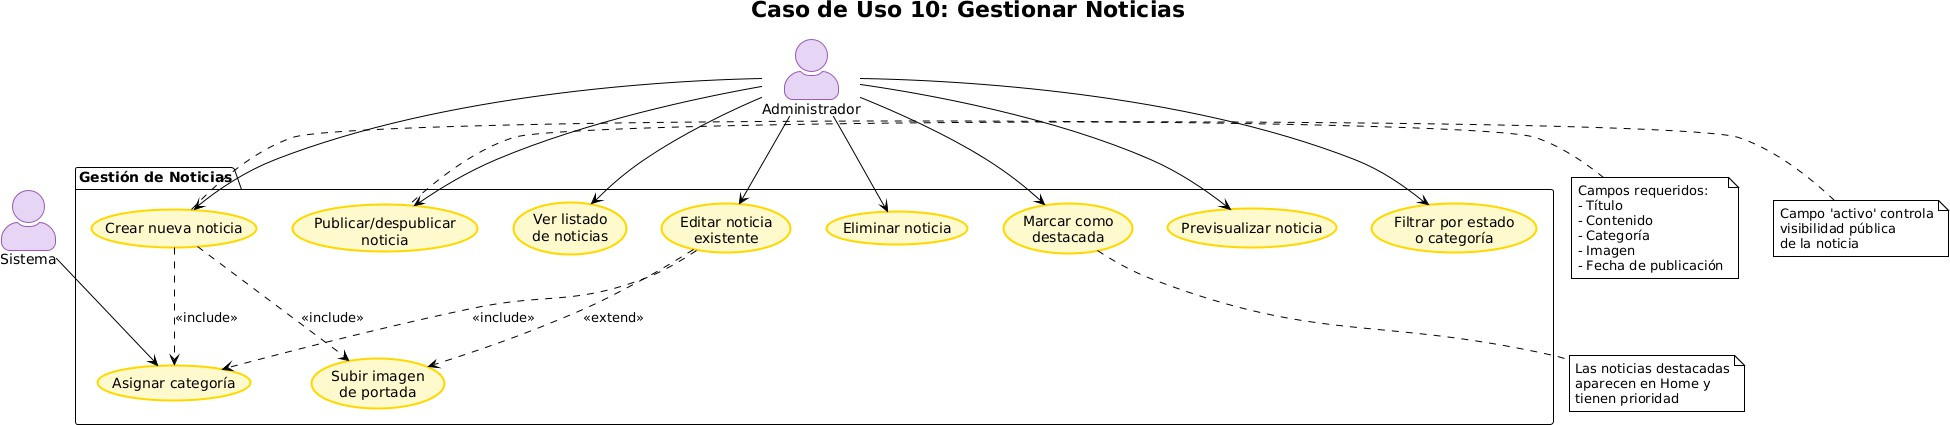 Caso de Uso 10: Gestionar Noticias
Administrador
Gestión de Noticias
Sistema
Crear nueva noticia
Publicar/despublicar
noticia
Ver listado
de noticias
Editar noticia
existente
Eliminar noticia
Marcar como
destacada
Previsualizar noticia
Filtrar por estado
o categoría
Campos requeridos:
- Título
- Contenido
- Categoría
- Imagen
- Fecha de publicación
Campo 'activo' controla
visibilidad pública
de la noticia
«include»
«include»
«include»
«extend»
Asignar categoría
Subir imagen
de portada
Las noticias destacadas
aparecen en Home y
tienen prioridad